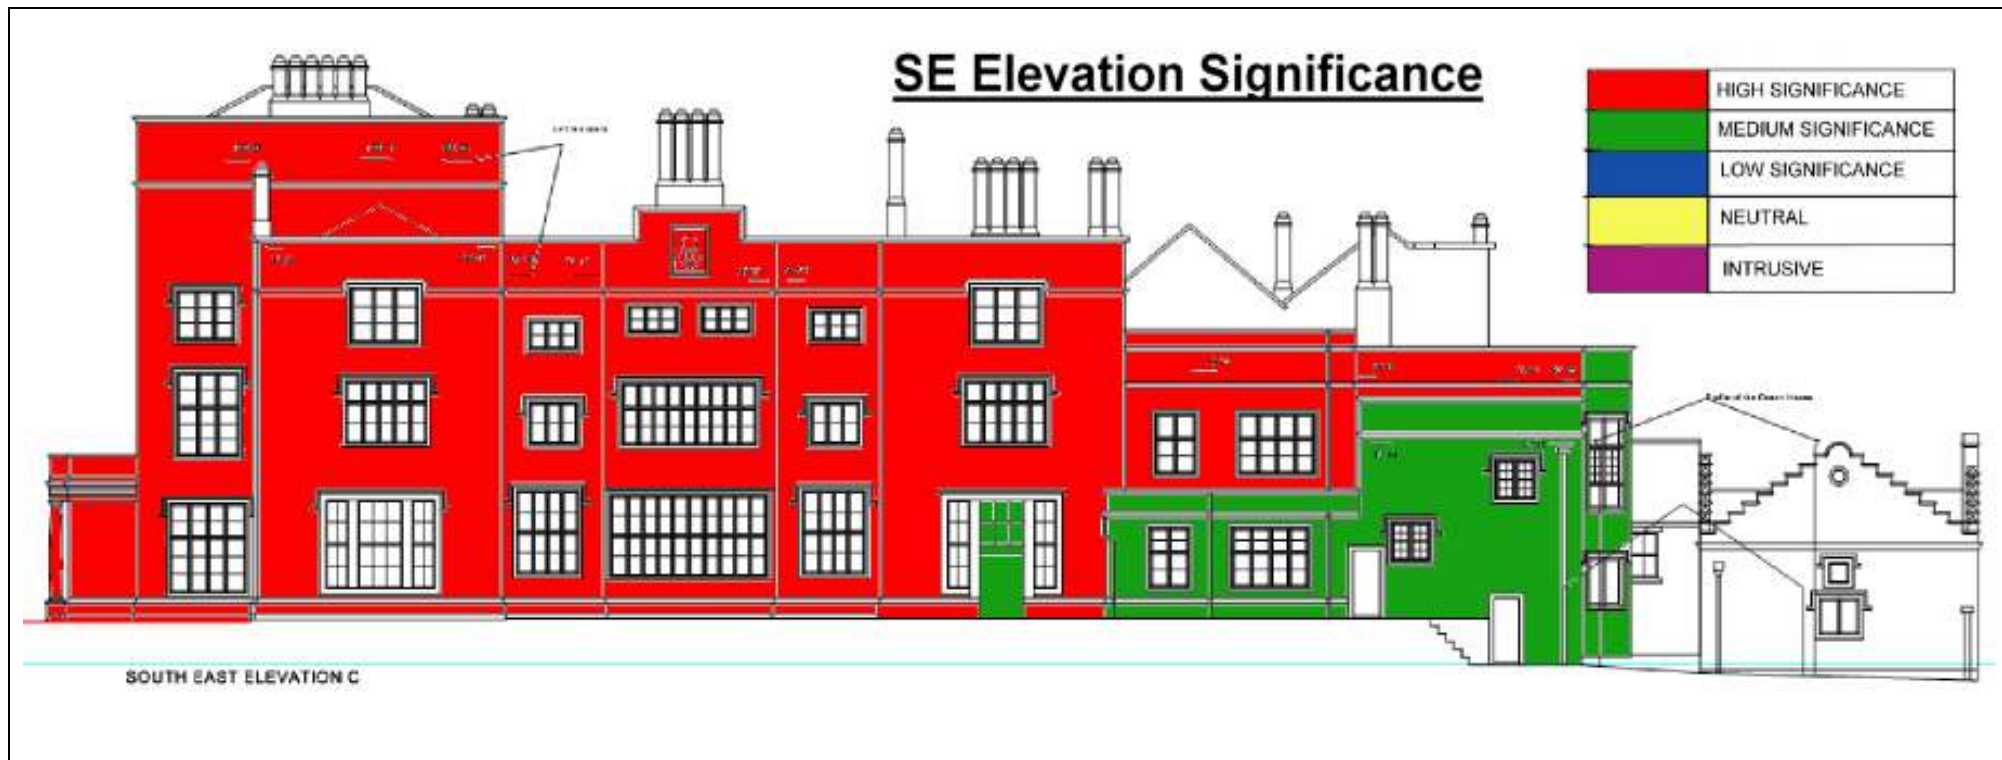 SE Elevation Significance
HIGH SIGNIFICANCE
MEDIUM SIGNIFICANCE
LOW SIGNIFICANCE
NEUTRAL
INTRUSIVE
SOUTH EAST ELEVATION C